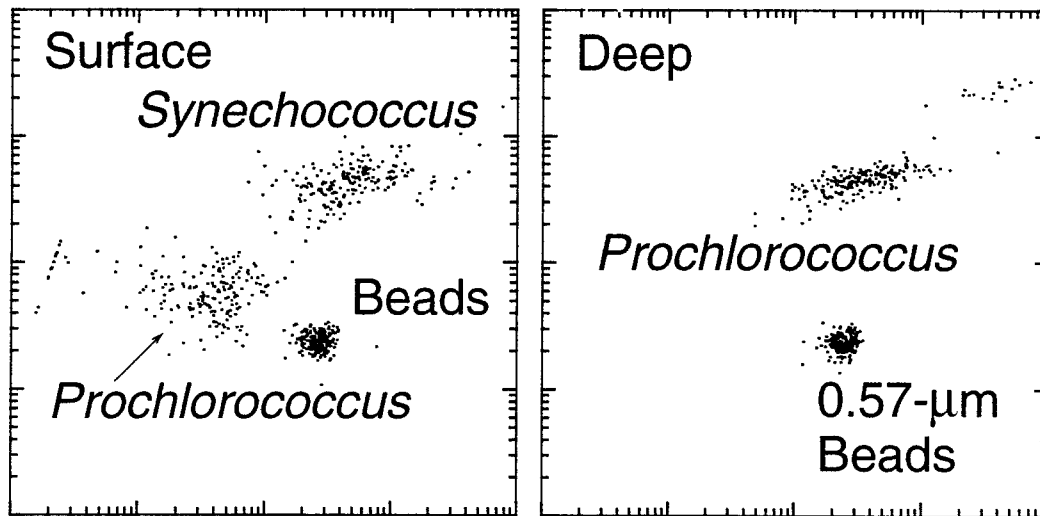 Surface
Synechococcus
Beads
Prochlorococcus
Deep
Prochlorococcus
0.57-μm
Beads